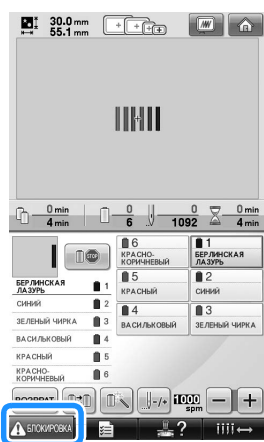 30.0 mm
55.1 mm
0 min
4 min
0
6
0
1092
0 min
4 min
БЕРЛИНСКАЯ
ЛАЗУРЬ
1
СИНИЙ
2
ЗЕЛЕНЫЙ ЧИРКА
3
ВАСИЛЬКОВЫЙ
4
КРАСНЫЙ
5
КРАСНО-
КОРИЧНЕВЫЙ
6
STOP
6
КРАСНО-
КОРИЧНЕВЫЙ
1
БЕРЛИНСКАЯ
ЛАЗУРЬ
5
КРАСНЫЙ
2
СИНИЙ
4
ВАСИЛЬКОВЫЙ
3
ЗЕЛЕНЫЙ ЧИРКА
ВОЗВРАТ
-/+
1000
spm
- +
БЛОКИРОВКА
?